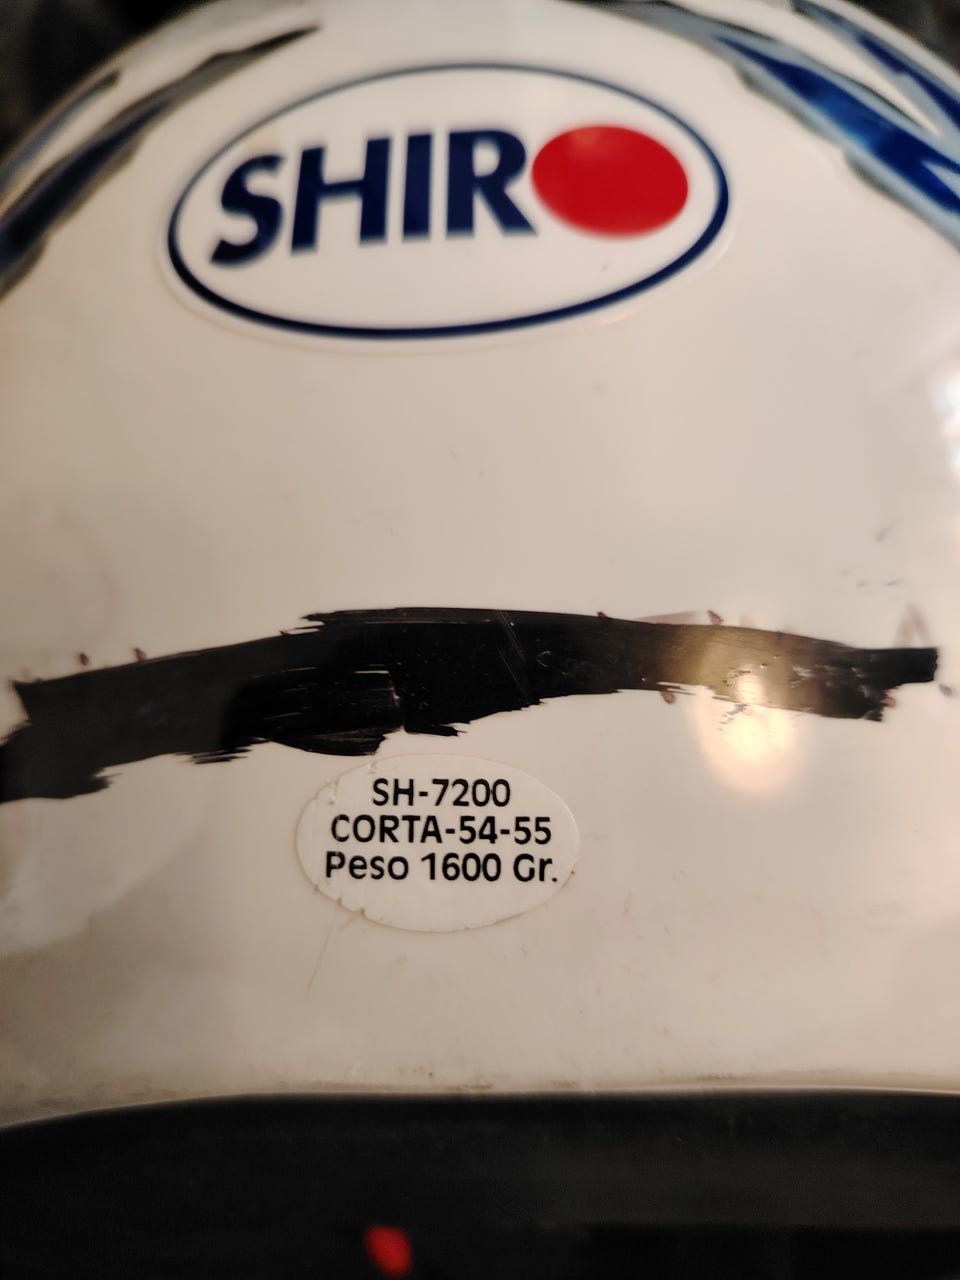 SHIRO
SH-7200
CORTA-54-55
Peso 1600 Gr.